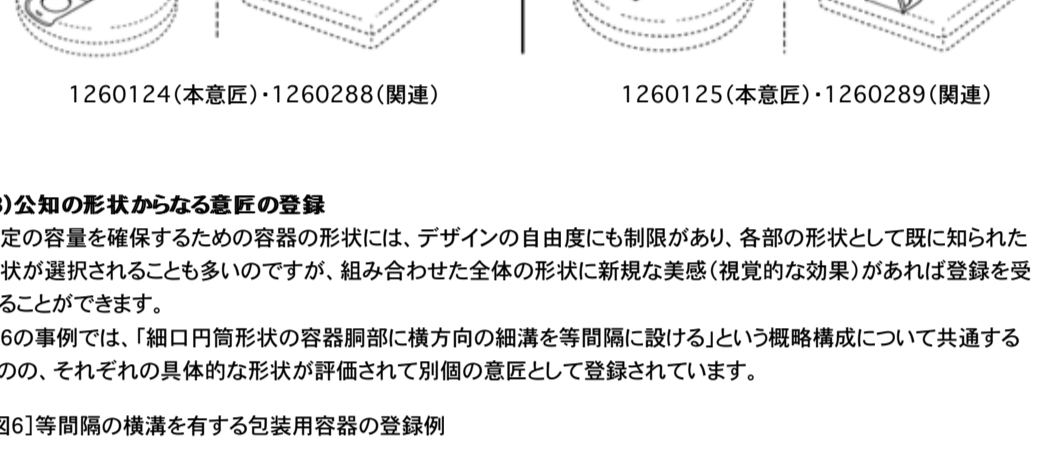 1260124(本意匠)・1260288(関連)
1260125(本意匠)・1260289(関連)
3)公知の形状からなる意匠の登録
定の容量を確保するための容器の形状には、デザインの自由度にも制限があり、各部の形状として既に知られた
状が選択されることも多いのですが、組み合わせた全体の形状に新規な美感(視覚的な効果)があれば登録を受
ることができます。
6の事例では、「細口円筒形状の容器胴部に横方向の細溝を等間隔に設ける」という概略構成について共通する
のの、それぞれの具体的な形状が評価されて別個の意匠として登録されています。
図6]等間隔の横溝を有する包装用容器の登録例